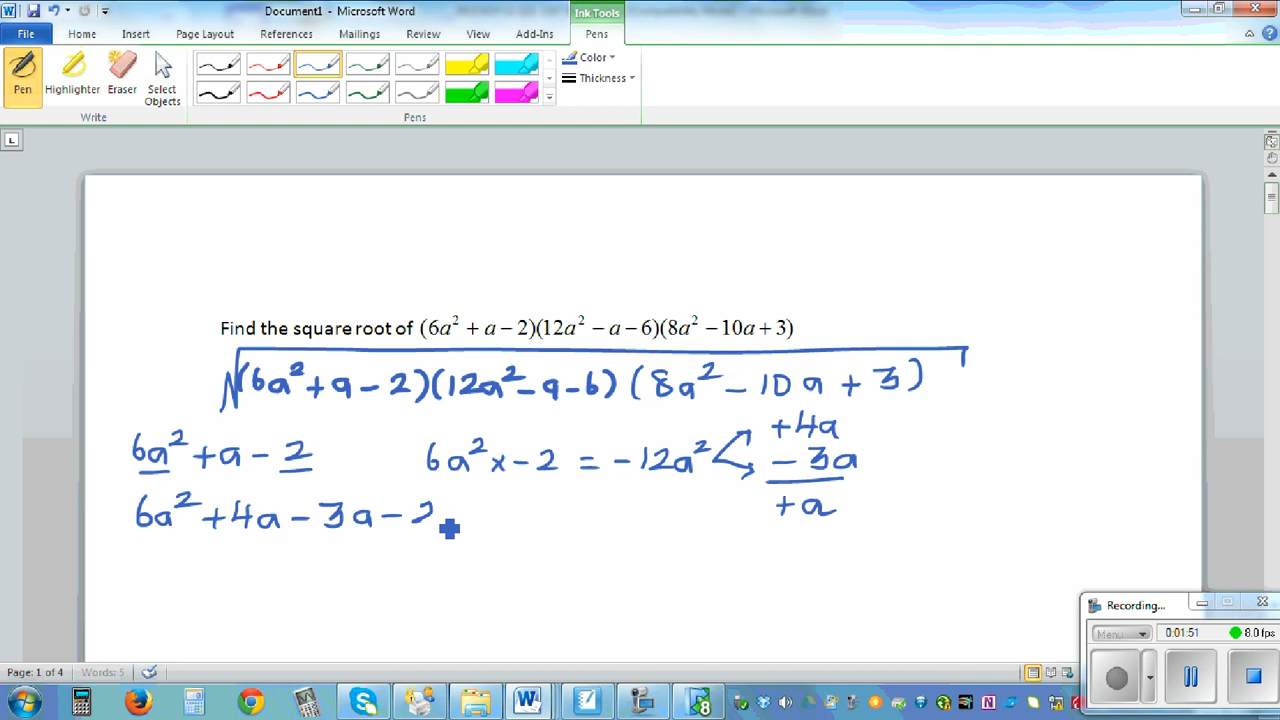 Document1 - Microsoft Word
Ink Tools
File Home Insert Page Layout References Mailings Review View Add-Ins Pens
Pen Highlighter Eraser Select Objects
Color
Thickness
Write Pens
L
Find the square root of (6a² + a − 2)(12a² − a − 6)(8a² − 10a + 3)
√(6a² + a − 2)(12a² − a − 6)(8a² − 10a + 3)
+4a
6a² + a − 2 6a² x − 2 = −12a² − 3a
6a² + 4a − 3a − 2 + a
Recording...
Menu 0:01:51 8.0 fps
Page: 1 of 4 Words: 5